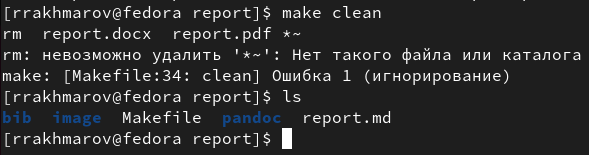 [rrakhmarov@fedora report]$ make clean
rm  report.docx  report.pdf *~
rm: невозможно удалить '*~': Нет такого файла или каталога
make: [Makefile:34: clean] Ошибка 1 (игнорирование)
[rrakhmarov@fedora report]$ ls
bib  image  Makefile  pandoc  report.md
[rrakhmarov@fedora report]$